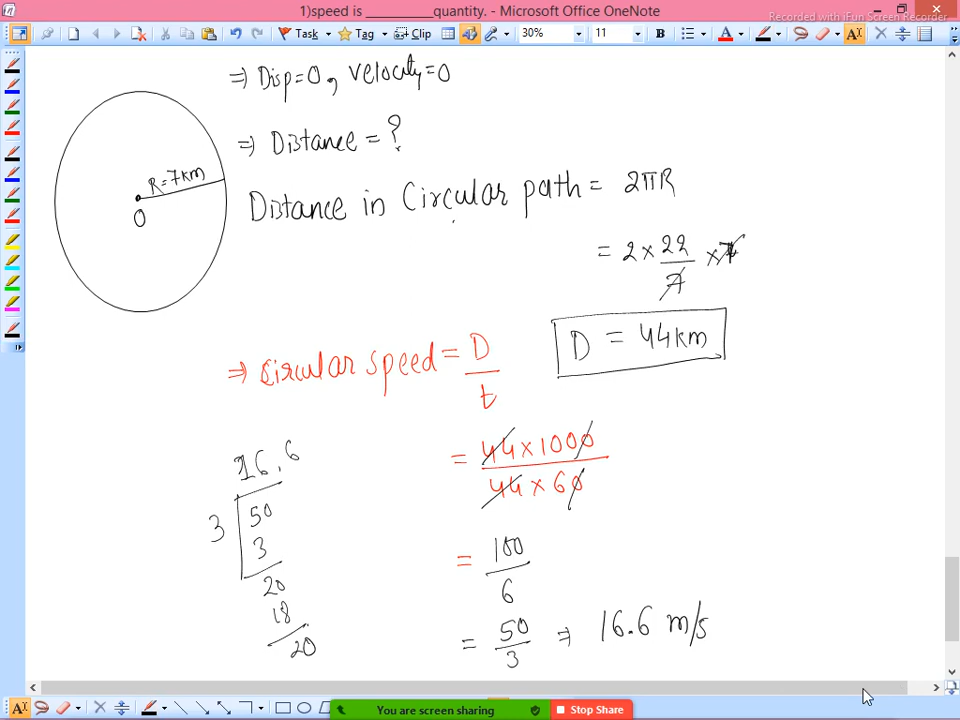 1)speed is _________quantity. - Microsoft Office OneNote
Recorded with iFun Screen Recorder
Task Tag Clip 30% 11 B A
⇒ Disp=0, velocity=0
⇒ Distance = ?
R=7km
O
Distance in Circular path = 2πR
= 2 × 22/7 × 7
D = 44km
⇒ Circular speed = D/t
= 44×1000/44×60
16.6
3 50
3
20
18
20
= 100/6
= 50/3 ⇒ 16.6 m/s
You are screen sharing Stop Share